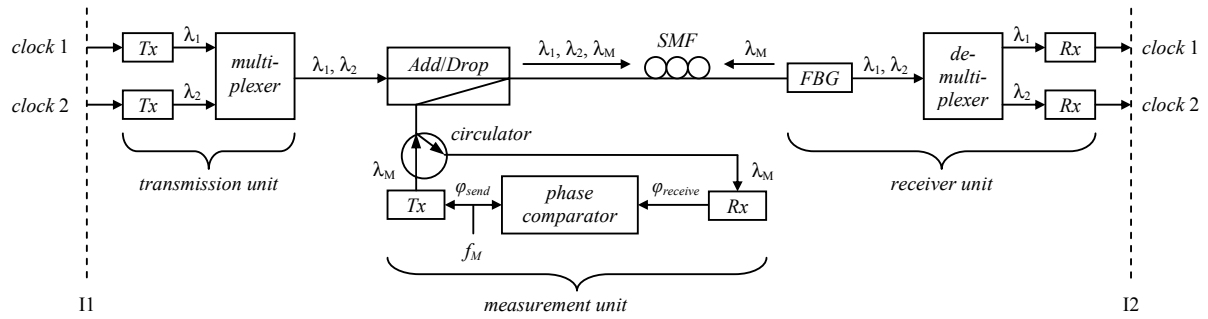 clock 1
Tx
λ1
multi-
plexer
λ1, λ2
Add/Drop
λ1, λ2, λM
SMF
λM
FBG
λ1, λ2
de-
multi-
plexer
λ1
Rx
clock 1
clock 2
Tx
λ2
λ2
Rx
clock 2
circulator
transmission unit
receiver unit
λM
λM
Tx
φsend
phase
comparator
φreceive
Rx
fM
measurement unit
I1
I2